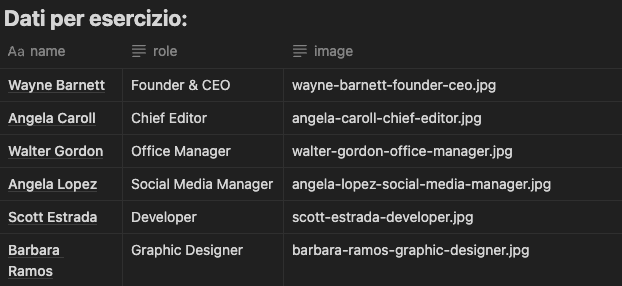 Dati per esercizio:
Aa name role image
Wayne Barnett Founder & CEO wayne-barnett-founder-ceo.jpg
Angela Caroll Chief Editor angela-caroll-chief-editor.jpg
Walter Gordon Office Manager walter-gordon-office-manager.jpg
Angela Lopez Social Media Manager angela-lopez-social-media-manager.jpg
Scott Estrada Developer scott-estrada-developer.jpg
Barbara Graphic Designer barbara-ramos-graphic-designer.jpg
Ramos